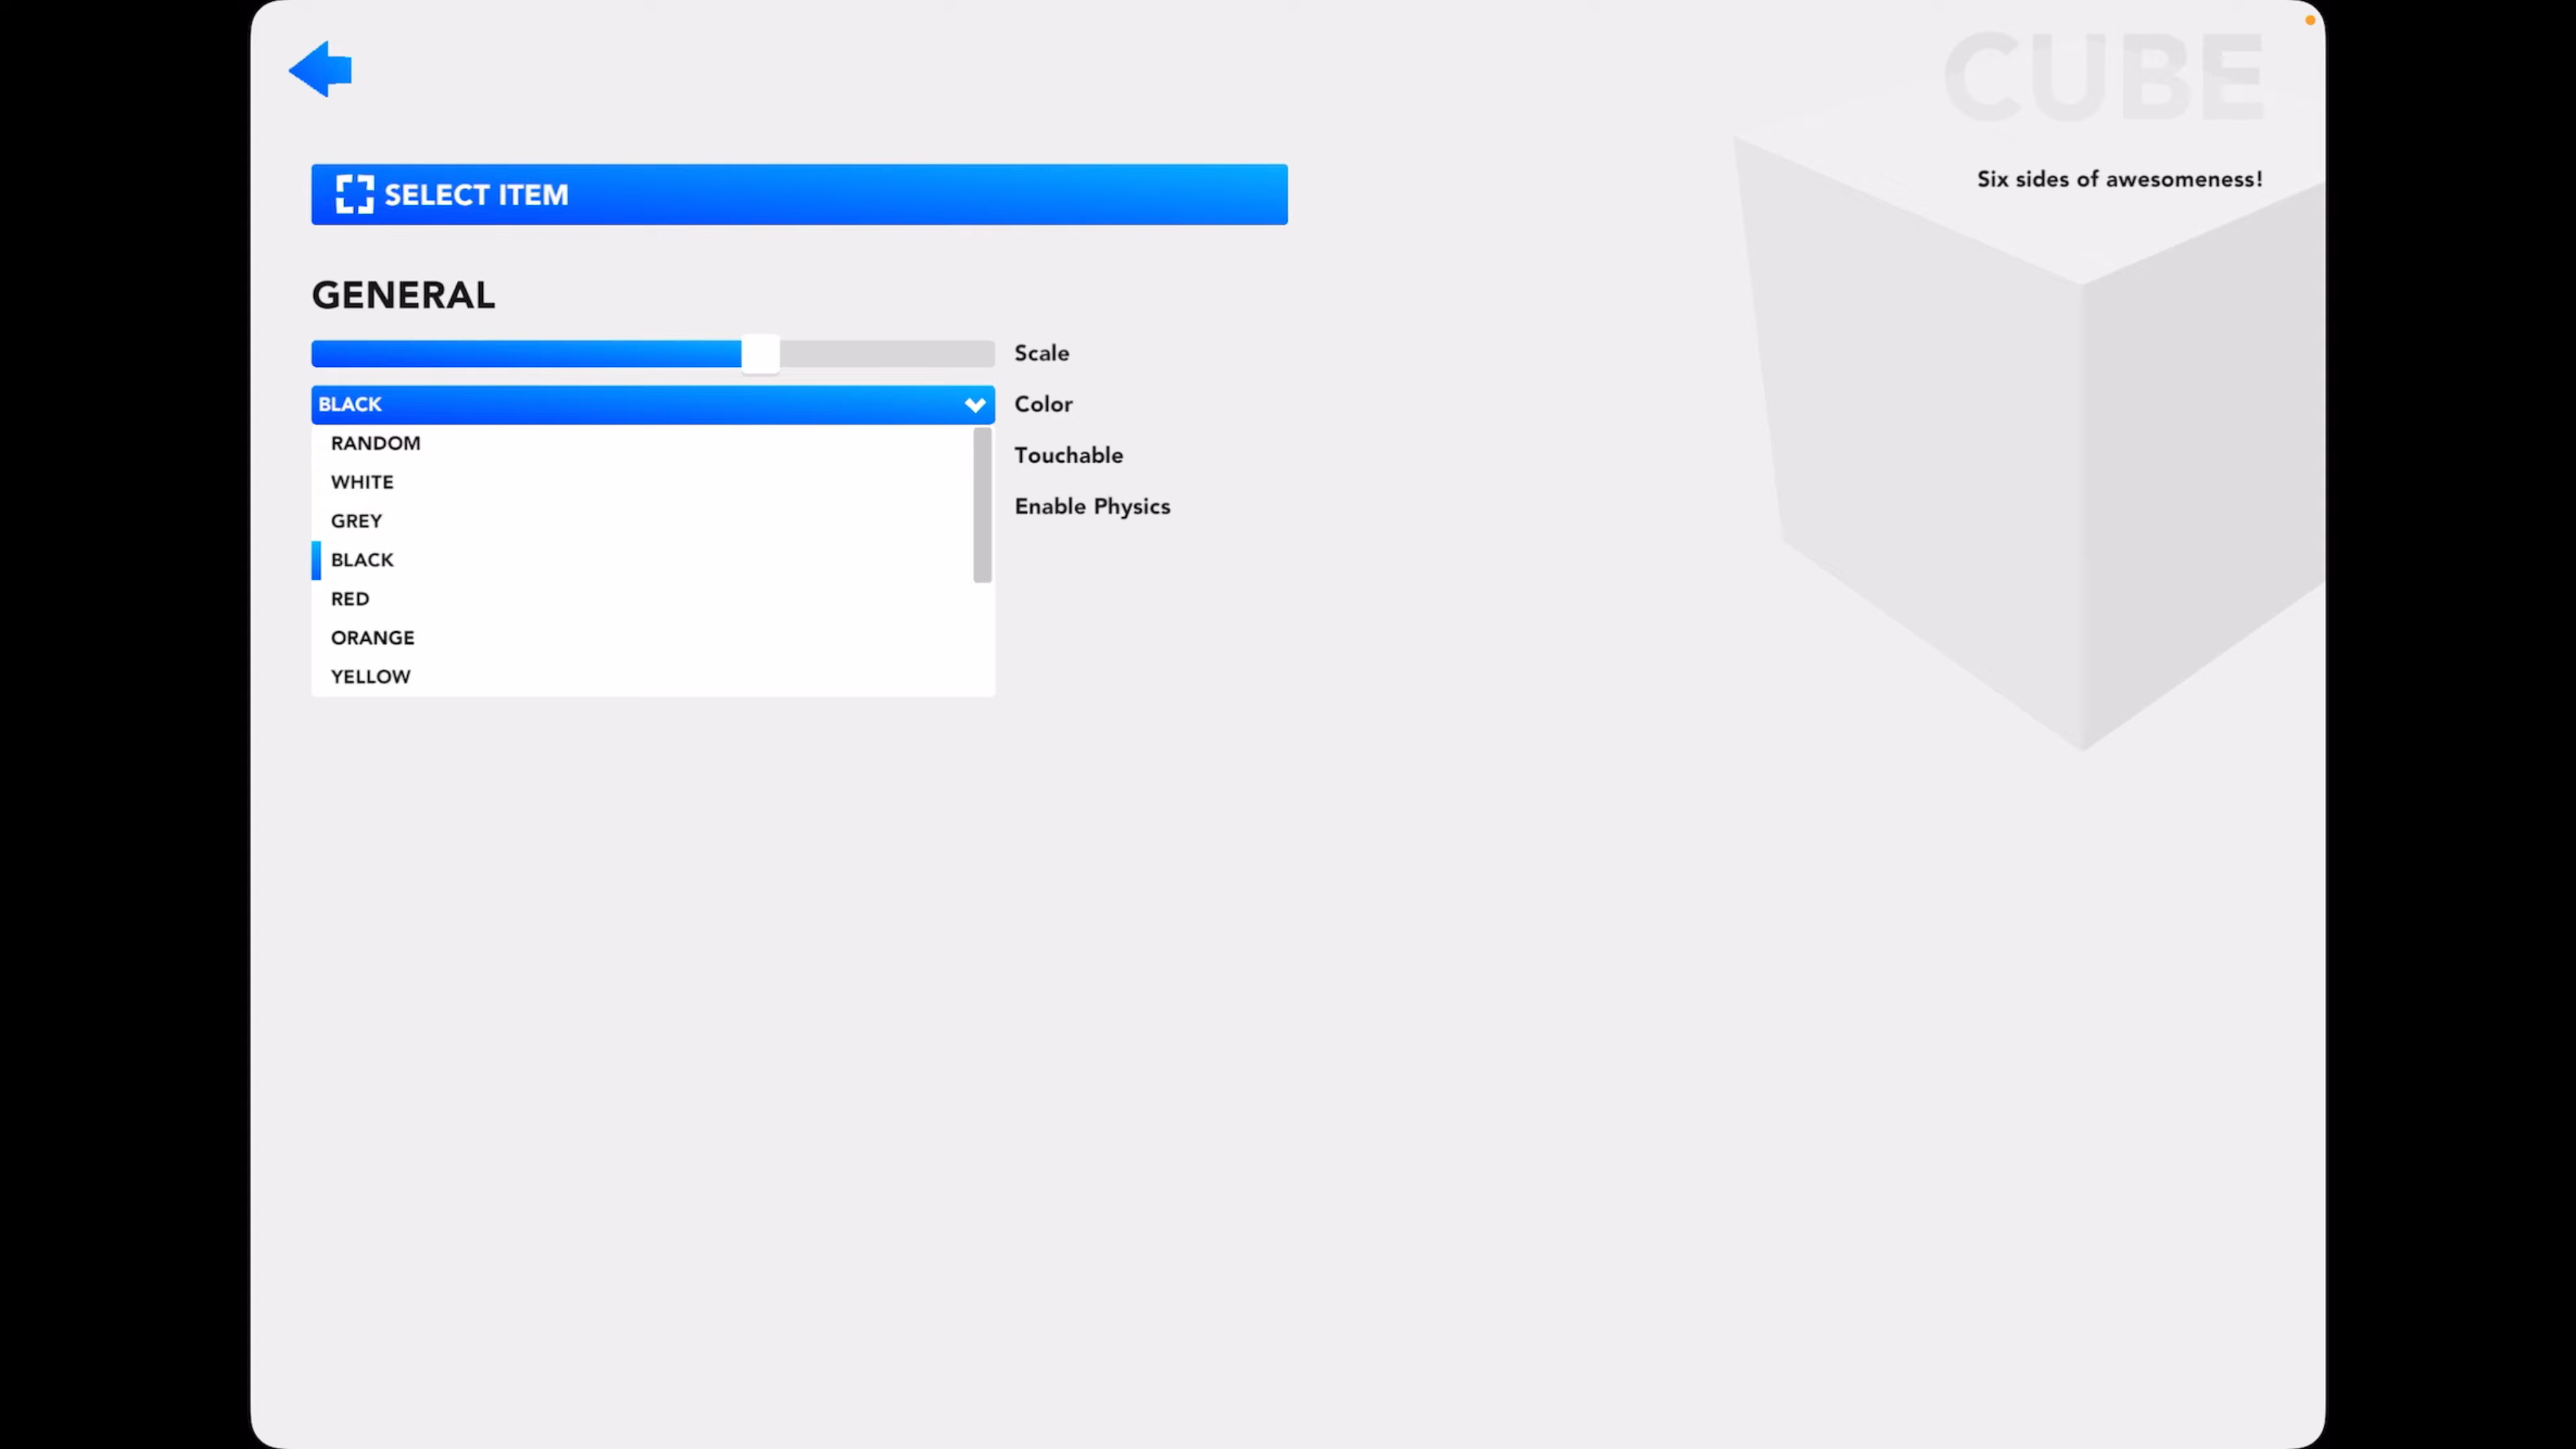 CUBE
Six sides of awesomeness!
SELECT ITEM
GENERAL
Scale
BLACK
Color
RANDOM
Touchable
WHITE
Enable Physics
GREY
BLACK
RED
ORANGE
YELLOW